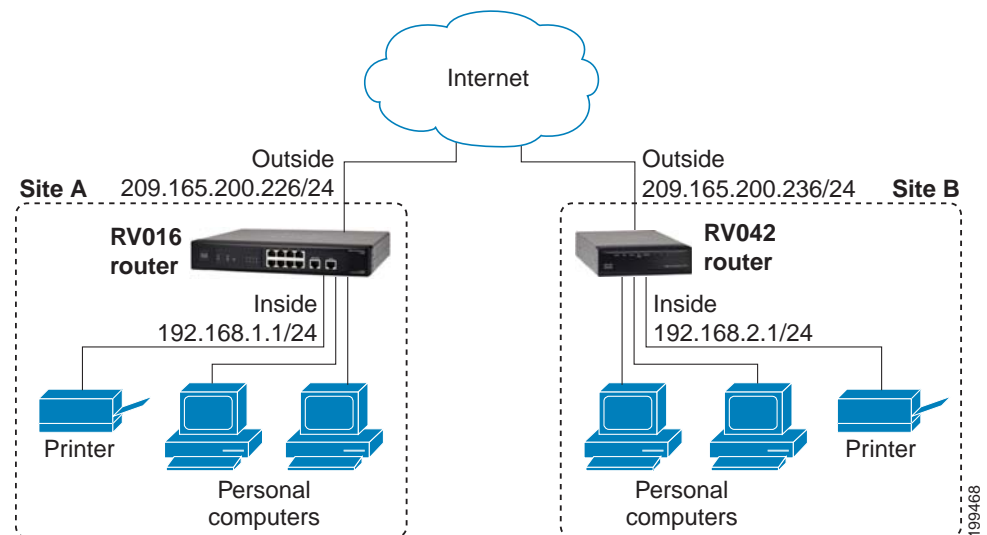 Internet
Outside
209.165.200.226/24
Site A
Outside
209.165.200.236/24
Site B
RV016
router
RV042
router
Inside
192.168.1.1/24
Inside
192.168.2.1/24
Printer
Personal
computers
Personal
computers
Printer
199468